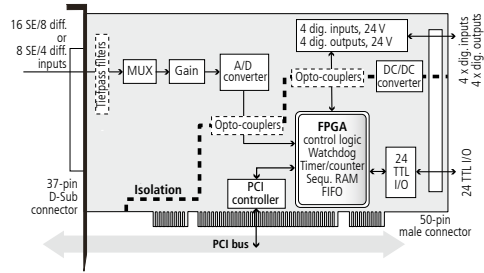 16 SE/8 diff.
or
8 SE/4 diff.
inputs
Tiefpass filters
MUX
Gain
A/D
converter
4 dig. inputs, 24 V
4 dig. outputs, 24 V
Opto-couplers
DC/DC
converter
4 x dig. inputs
4 x dig. outputs
Opto-couplers
FPGA
control logic
Watchdog
Timer/counter
Sequ. RAM
FIFO
24
TTL
I/O
24 TTL I/O
Isolation
PCI
controller
37-pin
D-Sub
connector
50-pin
male connector
PCI bus